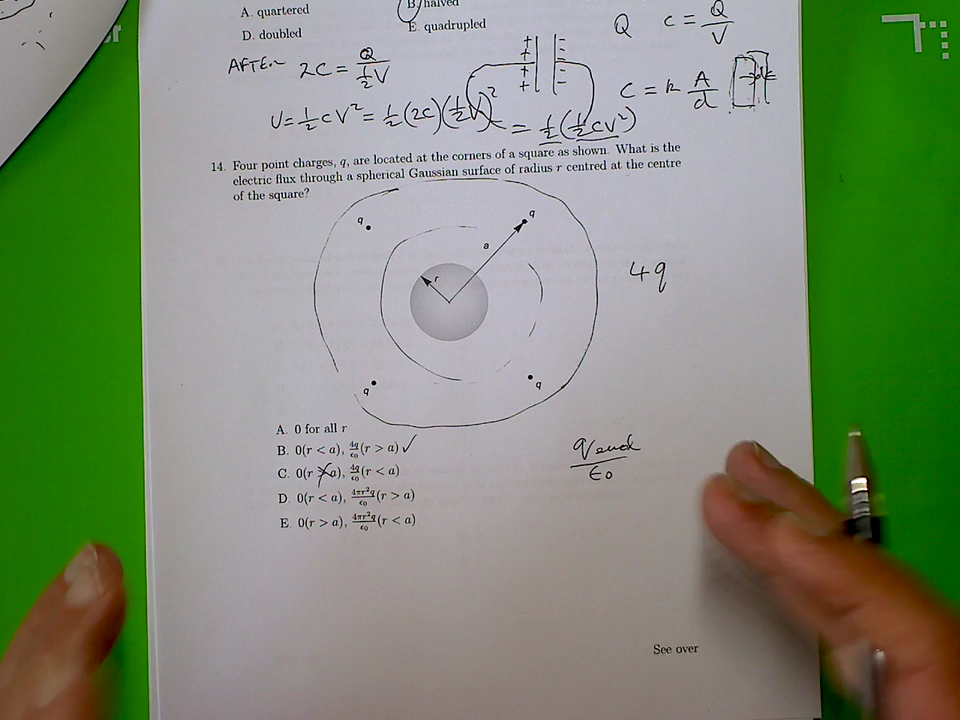 A. quartered
B. halved
D. doubled
E. quadrupled
Q C = Q/V
AFTER 2C = Q/½V
+ + + +
− − − − −
C = k A/d
U = ½CV² = ½(2C)(½V)² = ½(½CV²)
14. Four point charges, q, are located at the corners of a square as shown. What is the
electric flux through a spherical Gaussian surface of radius r centred at the centre
of the square?
q
q
a
r
4q
q
q
A. 0 for all r
B. 0(r < a), 4q/ϵ₀ (r > a) ✓
C. 0(r > a), 4q/ϵ₀ (r < a)
D. 0(r < a), 4πr²q/ϵ₀ (r > a)
E. 0(r > a), 4πr²q/ϵ₀ (r < a)
q encl/ϵ₀
See over